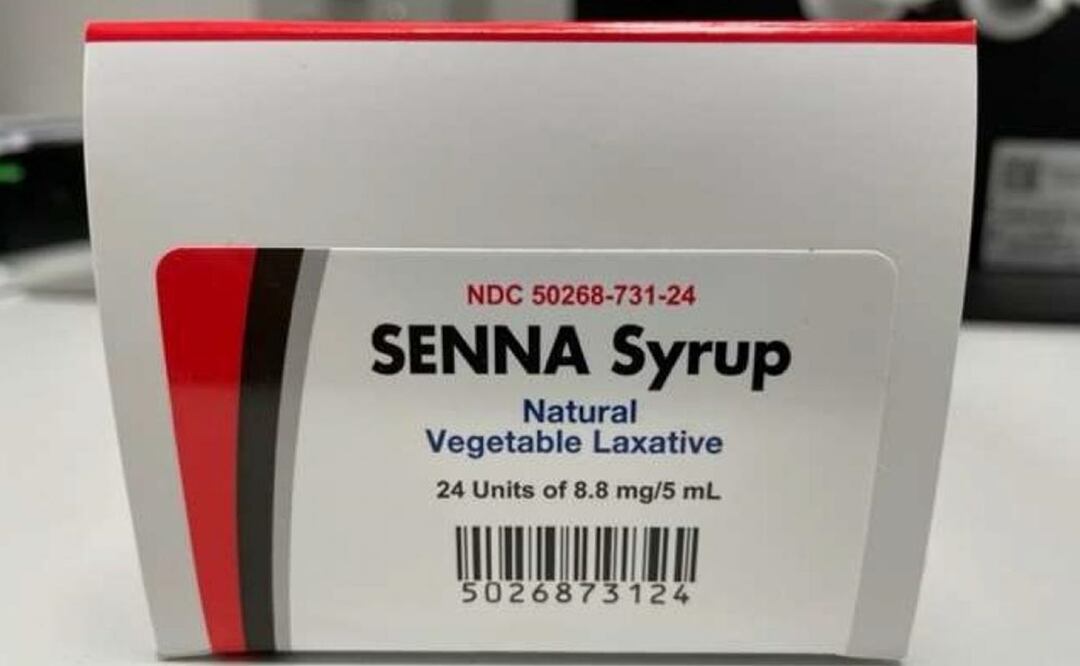 NDC 50268-731-24
SENNA Syrup
Natural
Vegetable Laxative
24 Units of 8.8 mg/5 mL
5026873124